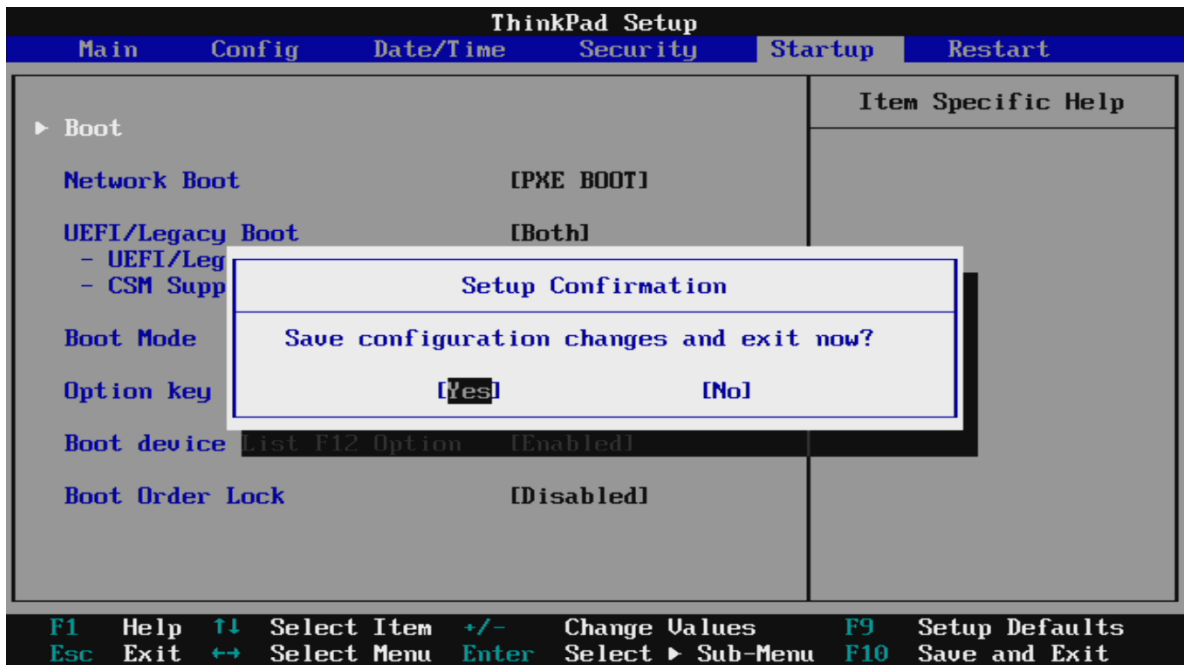 ThinkPad Setup
Main Config Date/Time Security Startup Restart
Item Specific Help
▶ Boot
Network Boot [PXE BOOT]
UEFI/Legacy Boot [Both]
- UEFI/Leg
- CSM Supp
Setup Confirmation
Boot Mode
Save configuration changes and exit now?
Option key
[Yes] [No]
Boot device List F12 Option [Enabled]
Boot Order Lock [Disabled]
F1 Help ↑↓ Select Item +/- Change Values F9 Setup Defaults
Esc Exit ←→ Select Menu Enter Select ▶ Sub-Menu F10 Save and Exit